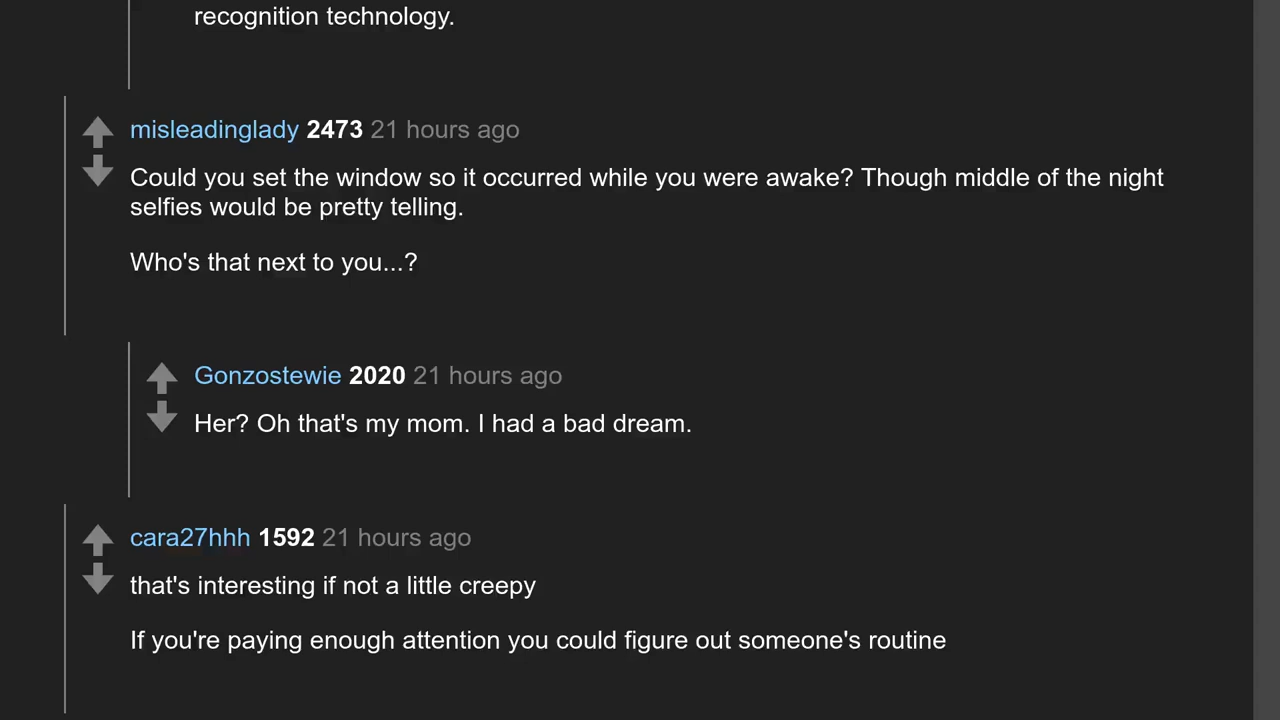 recognition technology.
misleadinglady 2473 21 hours ago
Could you set the window so it occurred while you were awake? Though middle of the night
selfies would be pretty telling.
Who's that next to you...?
Gonzostewie 2020 21 hours ago
Her? Oh that's my mom. I had a bad dream.
cara27hhh 1592 21 hours ago
that's interesting if not a little creepy
If you're paying enough attention you could figure out someone's routine